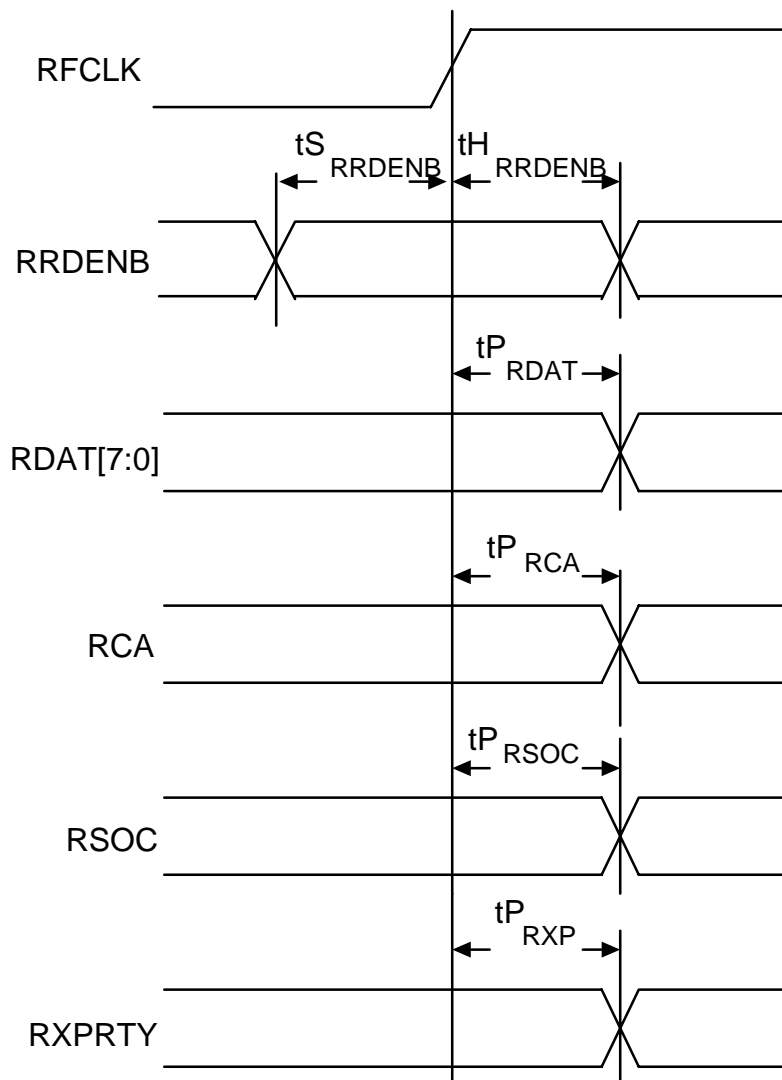 RFCLK
tS RRDENB
tH RRDENB
RRDENB
tP RDAT
RDAT[7:0]
tP RCA
RCA
tP RSOC
RSOC
tP RXP
RXPRTY